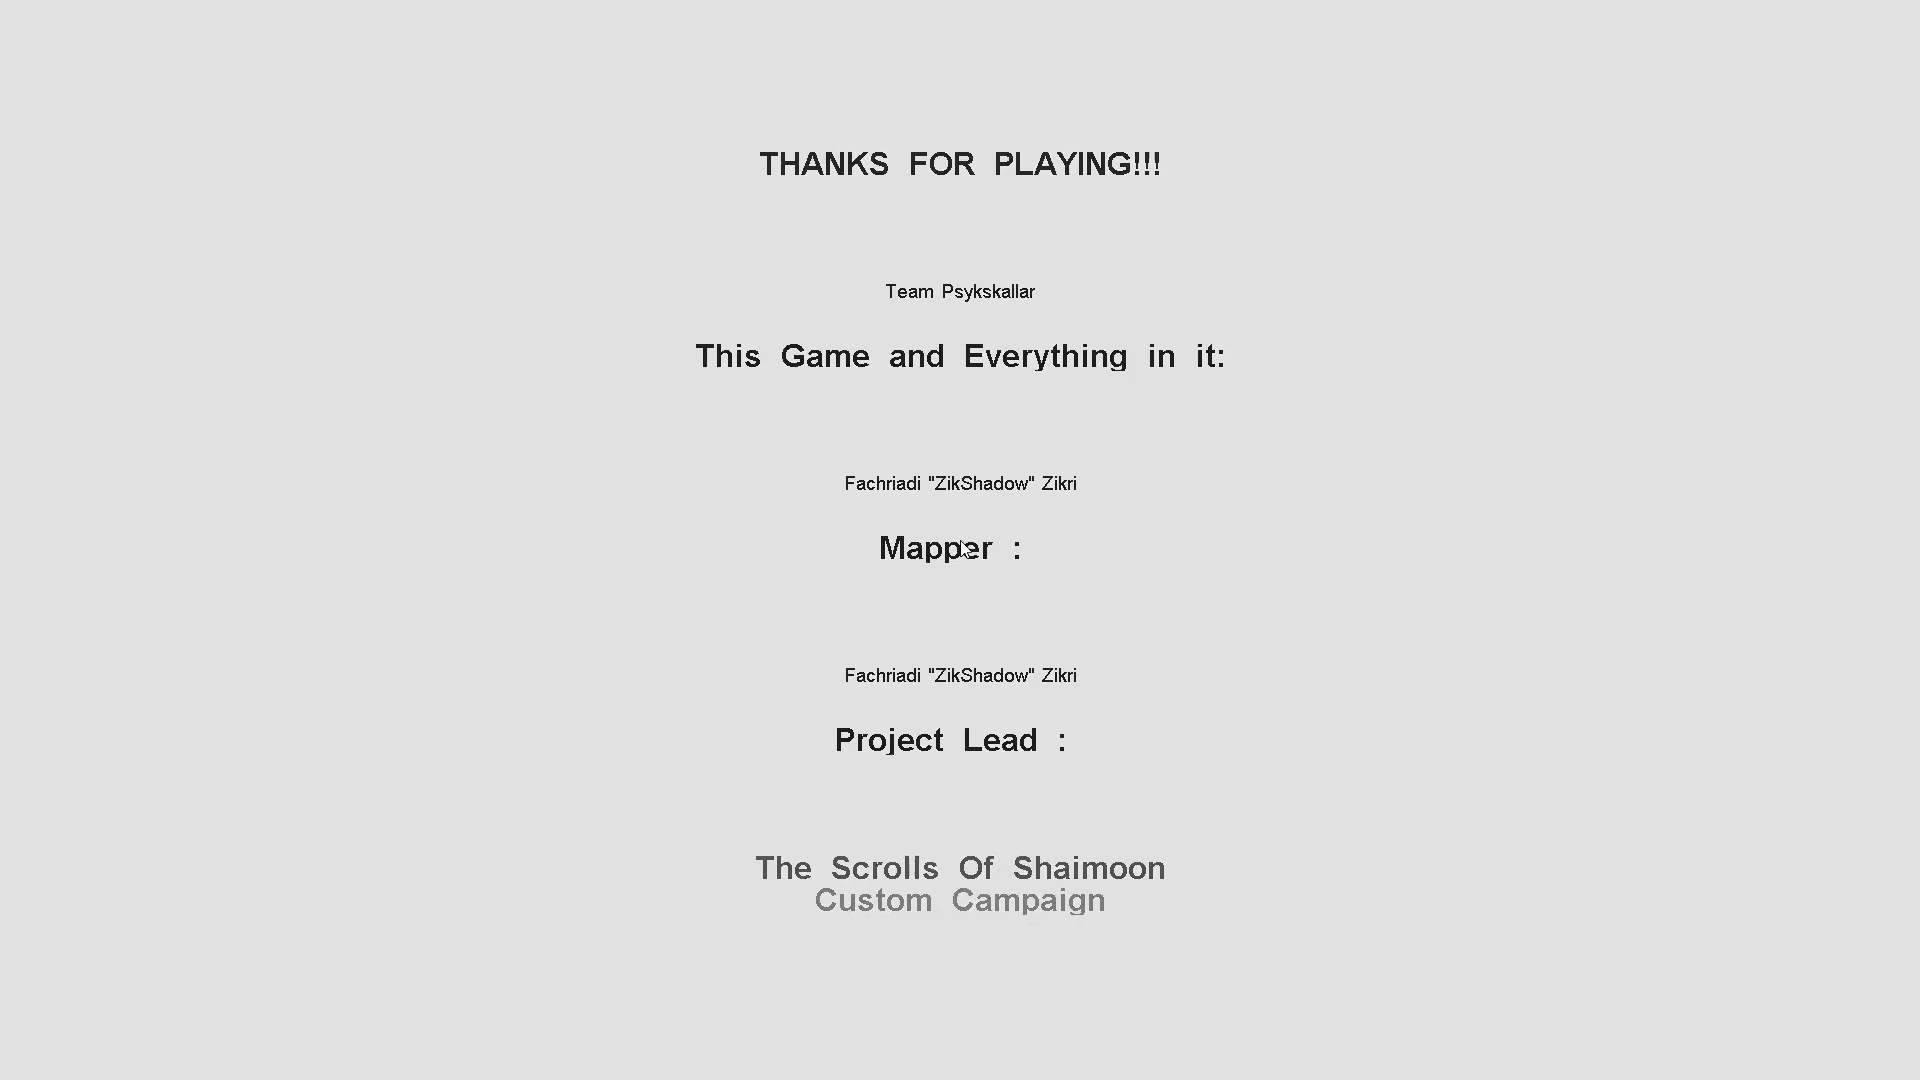 THANKS FOR PLAYING!!!
Team Psykskallar
This Game and Everything in it:
Fachriadi "ZikShadow" Zikri
Mapper :
Fachriadi "ZikShadow" Zikri
Project Lead :
The Scrolls Of Shaimoon
Custom Campaign